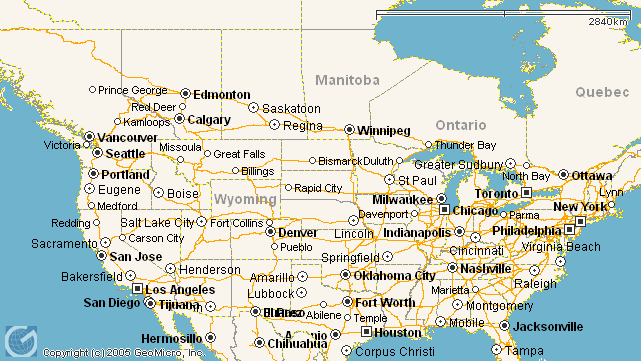 2840km
Manitoba
Quebec
Prince George
Edmonton
Red Deer
Saskatoon
Kamloops
Calgary
Regina
Winnipeg
Ontario
Vancouver
Victoria
Seattle
Missoula
Great Falls
Bismarck
Duluth
Thunder Bay
Greater Sudbury
North Bay
Ottawa
Portland
Billings
St Paul
Eugene
Boise
Rapid City
Toronto
Lynn
Medford
Wyoming
Milwaukee
Chicago
Parma
New York
Redding
Salt Lake City
Fort Collins
Davenport
Philadelphia
Carson City
Denver
Lincoln
Indianapolis
Sacramento
Pueblo
Cincinnati
Virginia Beach
San Jose
Springfield
Bakersfield
Henderson
Amarillo
Oklahoma City
Nashville
Raleigh
Los Angeles
Lubbock
Marietta
San Diego
Tijuana
Fort Worth
Montgomery
Abilene
Temple
Mobile
Jacksonville
Hermosillo
Chihuahua
Houston
Corpus Christi
Tampa
Copyright (c) 2005 GeoMicro, Inc.